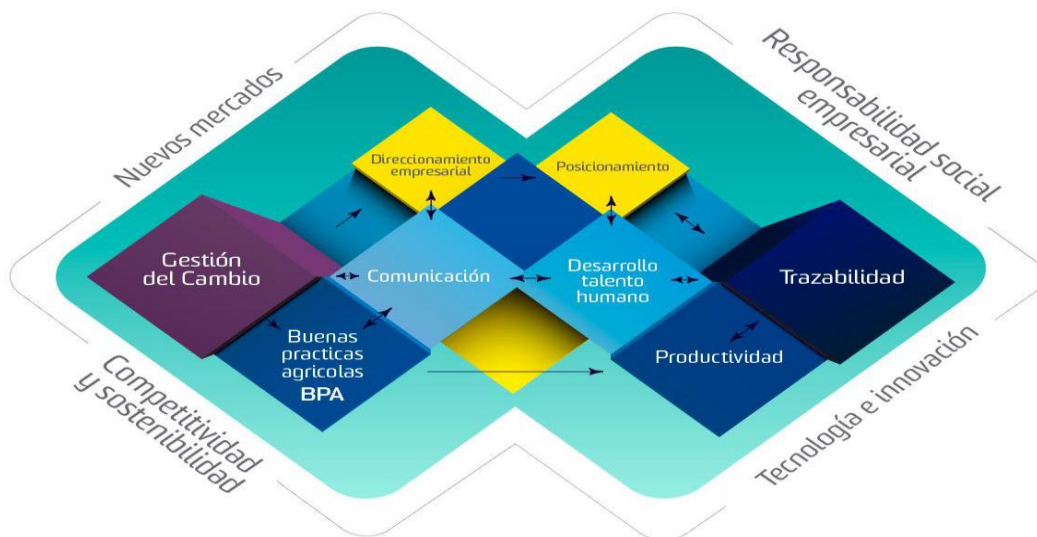 Nuevos mercados
Responsabilidad social
empresarial
Direccionamiento
empresarial
Posicionamiento
Gestión
del Cambio
Comunicación
Desarrollo
talento
humano
Trazabilidad
Buenas
practicas
agricolas
BPA
Productividad
Competitividad
y sostenibilidad
Tecnología e innovación